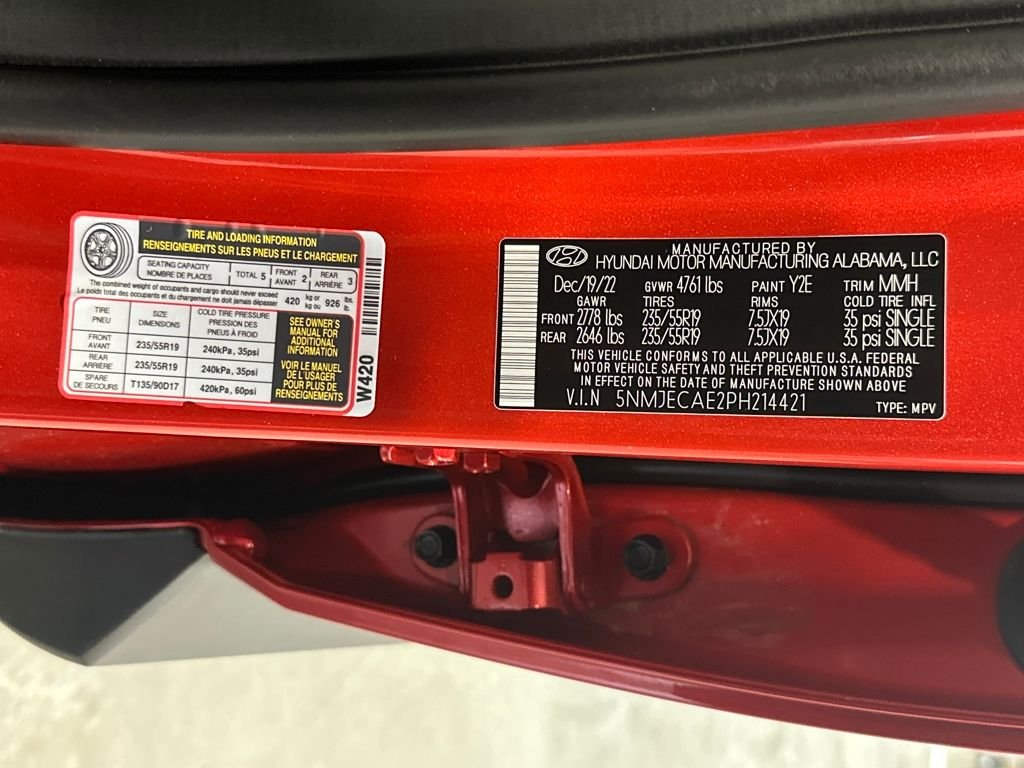 TIRE AND LOADING INFORMATION
RENSEIGNEMENTS SUR LES PNEUS ET LE CHARGEMENT
SEATING CAPACITY
NOMBRE DE PLACES
TOTAL 5
FRONT
AVANT 2
REAR
ARRIÈRE 3
The combined weight of occupants and cargo should never exceed
Le poids total des occupants et du chargement ne doit jamais dépasser
420 kg or 926 lbs.
kg ou lb.
TIRE
PNEU
SIZE
DIMENSIONS
COLD TIRE PRESSURE
PRESSION DES
PNEUS À FROID
FRONT
AVANT
235/55R19
240kPa, 35psi
REAR
ARRIÈRE
235/55R19
240kPa, 35psi
SPARE
DE SECOURS
T135/90D17
420kPa, 60psi
SEE OWNER'S
MANUAL FOR
ADDITIONAL
INFORMATION
VOIR LE MANUEL
DE L'USAGER
POUR PLUS DE
RENSEIGNEMENTS
W420
MANUFACTURED BY
HYUNDAI MOTOR MANUFACTURING ALABAMA, LLC
Dec/19/22 GVWR 4761 lbs PAINT Y2E TRIM MMH
GAWR TIRES RIMS COLD TIRE INFL
FRONT 2778 lbs 235/55R19 7.5JX19 35 psi SINGLE
REAR 2646 lbs 235/55R19 7.5JX19 35 psi SINGLE
THIS VEHICLE CONFORMS TO ALL APPLICABLE U.S.A. FEDERAL
MOTOR VEHICLE SAFETY AND THEFT PREVENTION STANDARDS
IN EFFECT ON THE DATE OF MANUFACTURE SHOWN ABOVE
V.I.N 5NMJECAE2PH214421
TYPE: MPV